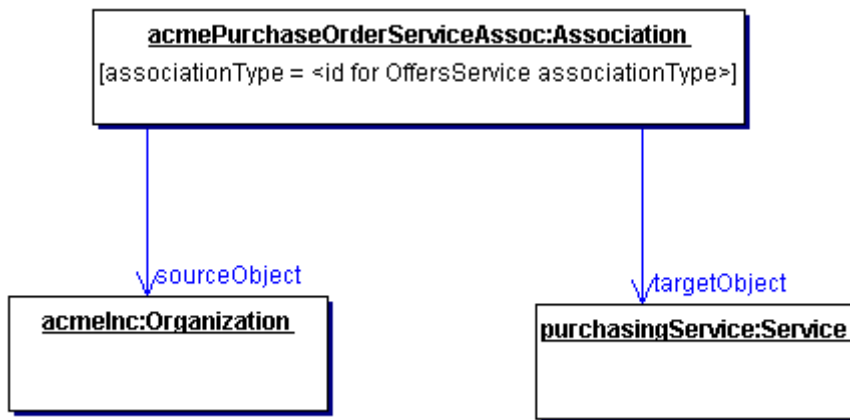 acmePurchaseOrderServiceAssoc:Association
[associationType = <id for OffersService associationType>]
sourceObject
targetObject
acmeInc:Organization
purchasingService:Service